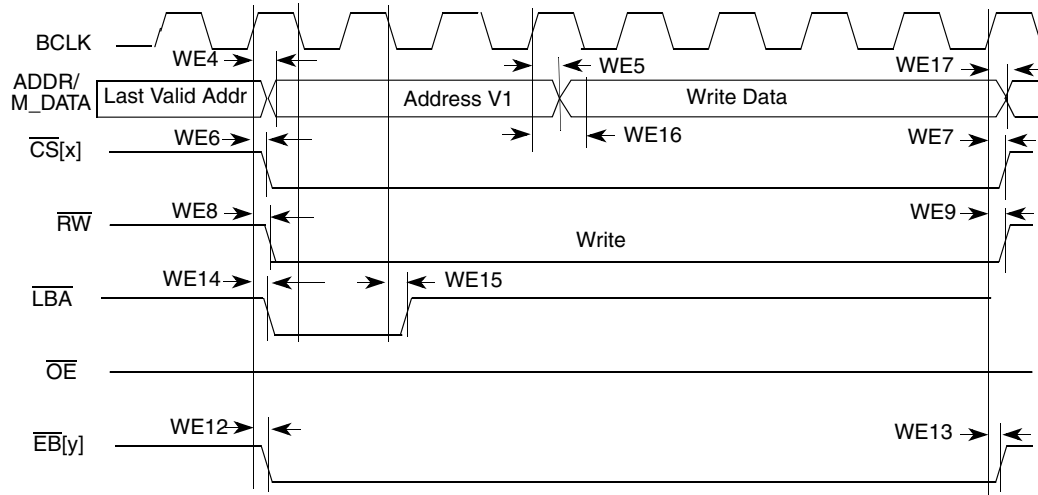 BCLK
WE4
WE5
WE17
ADDR/
M_DATA
Last Valid Addr
Address V1
Write Data
WE6
WE16
WE7
CS[x]
WE8
WE9
RW
Write
WE14
WE15
LBA
OE
WE12
WE13
EB[y]